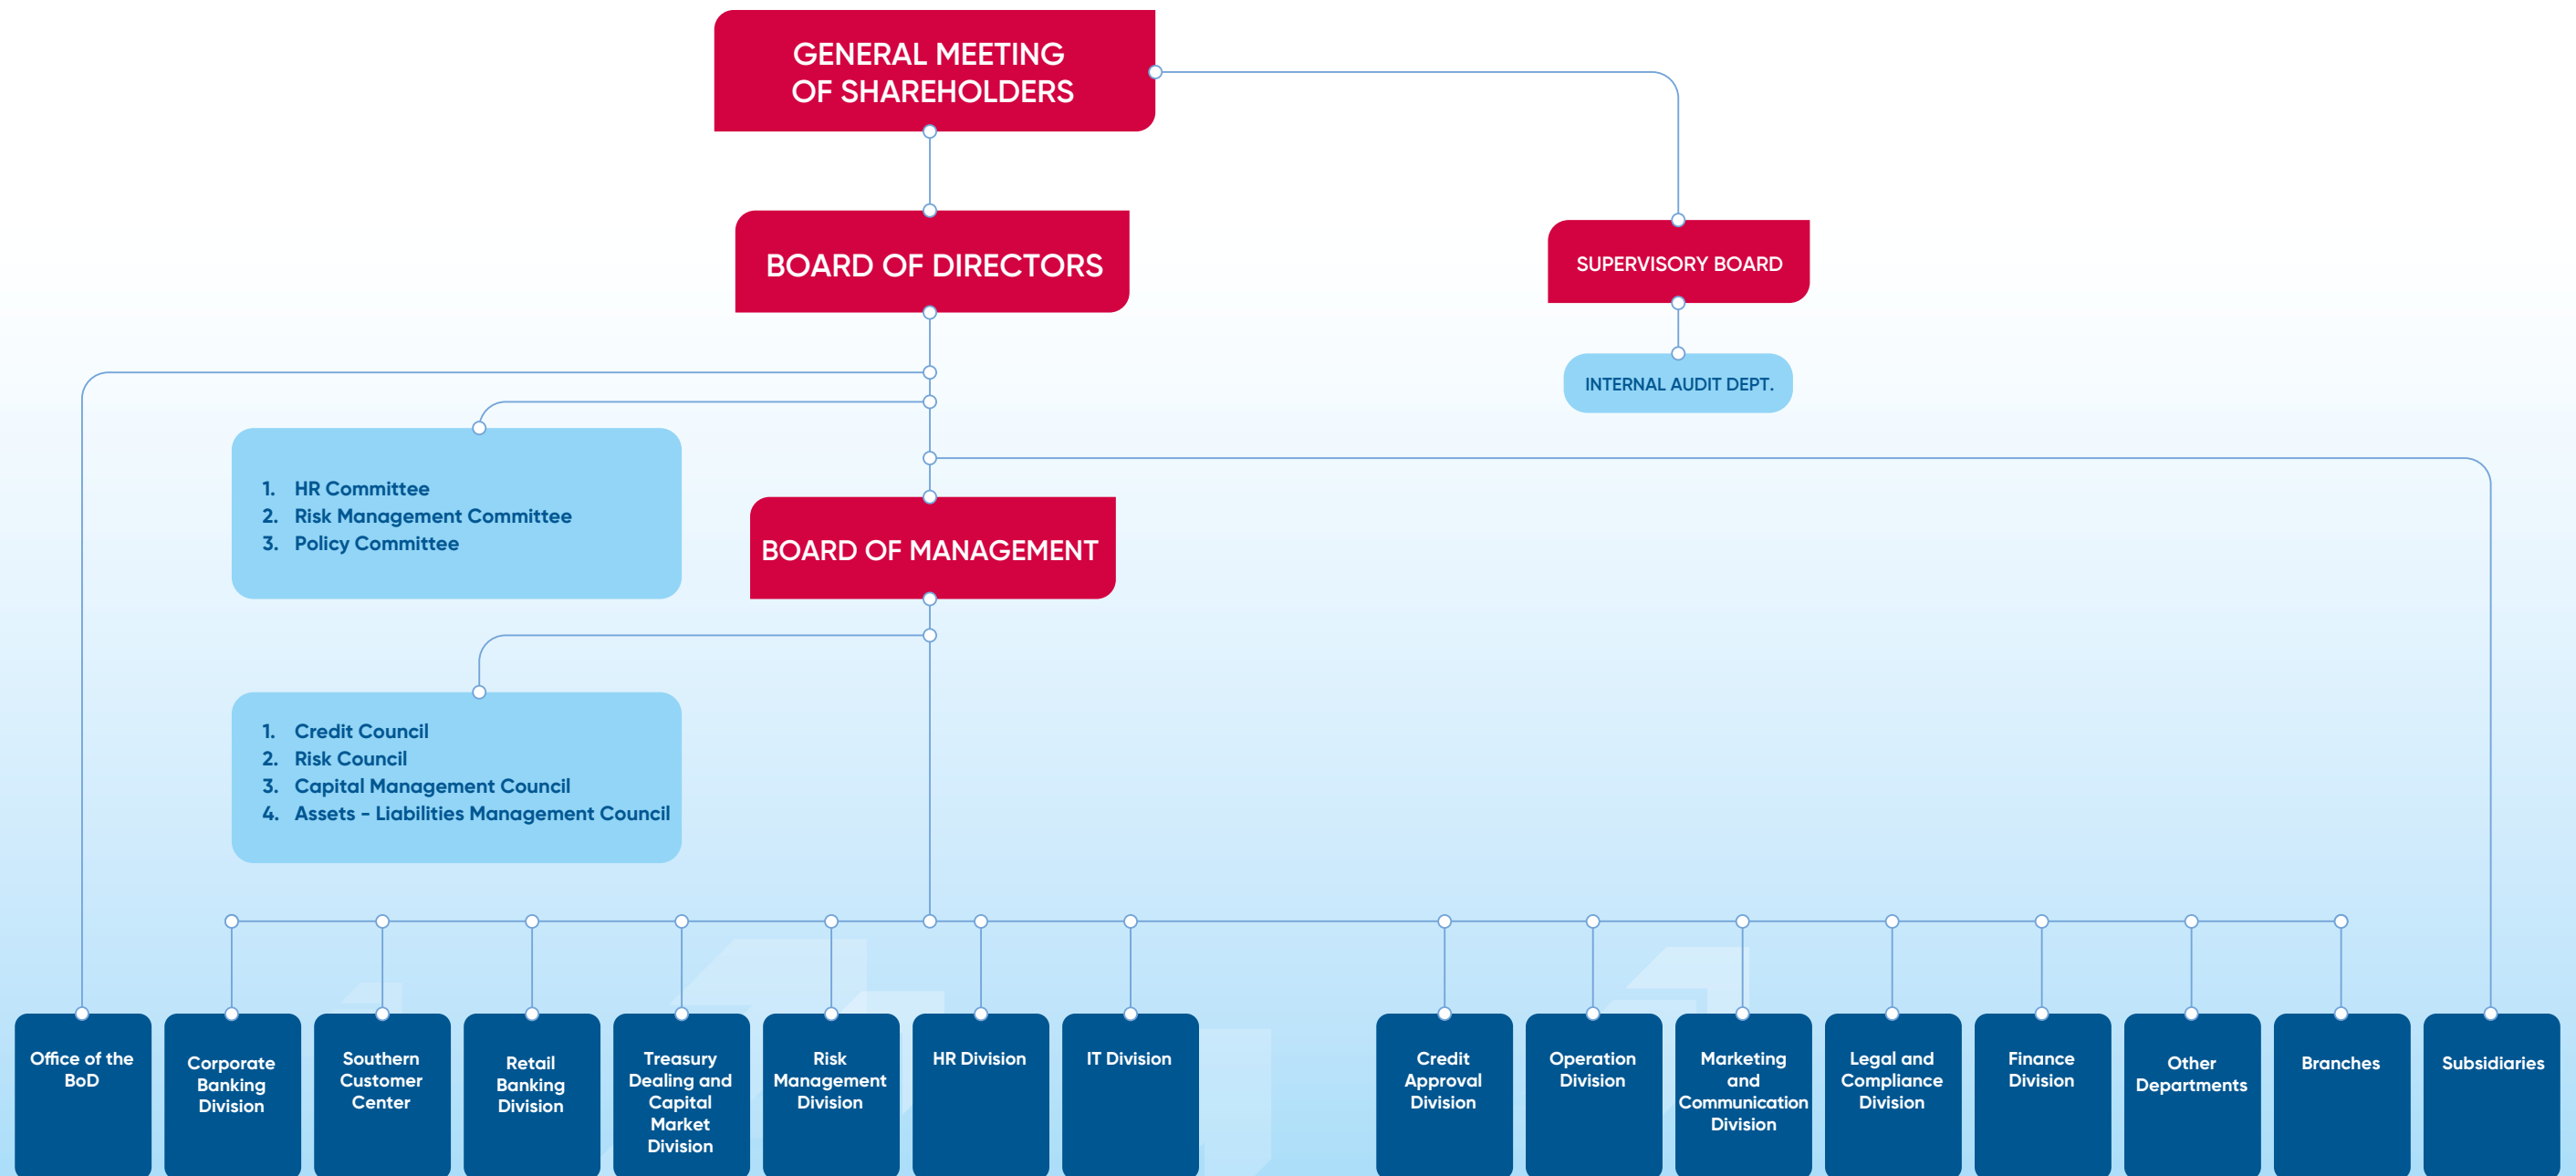 GENERAL MEETING
OF SHAREHOLDERS
BOARD OF DIRECTORS
SUPERVISORY BOARD
INTERNAL AUDIT DEPT.
1. HR Committee
2. Risk Management Committee
3. Policy Committee
BOARD OF MANAGEMENT
1. Credit Council
2. Risk Council
3. Capital Management Council
4. Assets - Liabilities Management Council
Office of the
BoD
Corporate
Banking
Division
Southern
Customer
Center
Retail
Banking
Division
Treasury
Dealing and
Capital
Market
Division
Risk
Management
Division
HR Division
IT Division
Credit
Approval
Division
Operation
Division
Marketing
and
Communication
Division
Legal and
Compliance
Division
Finance
Division
Other
Departments
Branches
Subsidiaries